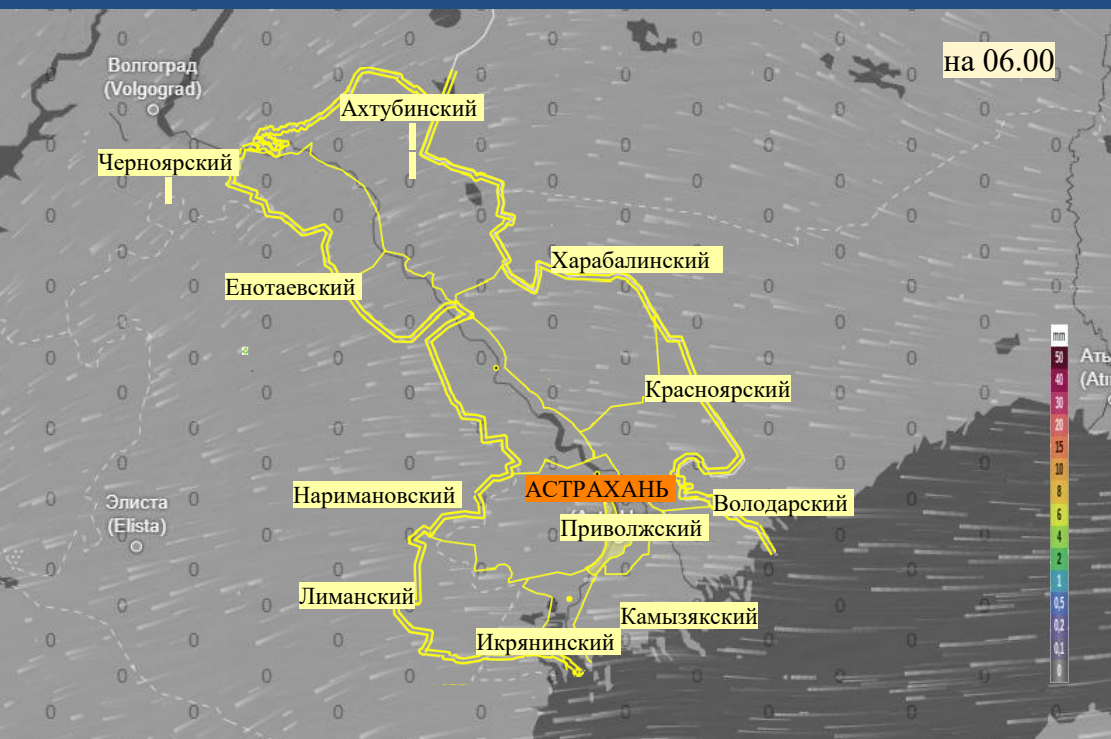 на 06.00
Волгоград
(Volgograd)
Ахтубинский
Черноярский
Харабалинский
Енотаевский
mm
50
40
30
20
15
10
8
6
4
2
1
0,5
0,2
0,1
0
Красноярский
Наримановский
АСТРАХАНЬ
Володарский
Элиста
(Elista)
Приволжский
Лиманский
Камызякский
Икрянинский